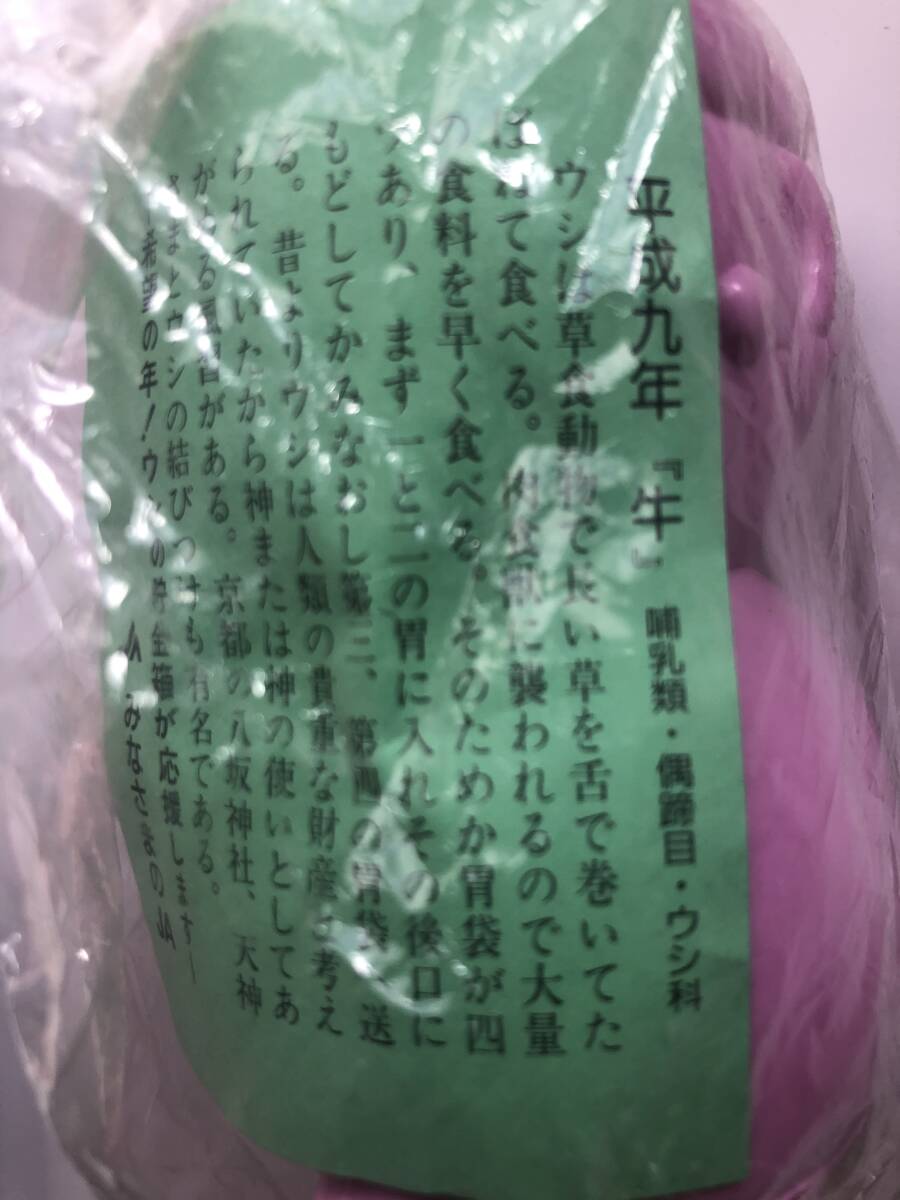 平成九年『牛』 哺乳類・偶蹄目・ウシ科
ウシは草食動物で長い草を舌で巻いてた
ばねて食べる。肉食獣に襲われるので大量
の食料を早く食べる。そのためか胃袋が四
つあり、まず一と二の胃に入れその後口に
もどしてかみなおし第三、第四の胃袋へ送
る。昔よりウシは人類の貴重な財産と考え
られていたから神または神の使いとしてあ
がめる風習がある。京都の八坂神社、天神
さまとウシの結びつけも有名である。
―希望の年!ウシの貯金箱が応援します―
JA みなさまのJA